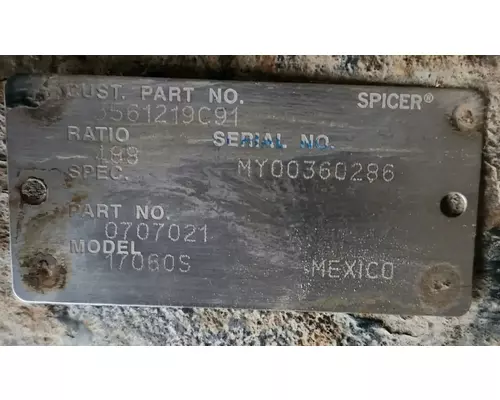 CUST. PART NO. SPICER®
3561219C91
RATIO SERIAL NO.
MY00360286
SPEC.
PART NO.
0707021
MODEL
17060S MEXICO